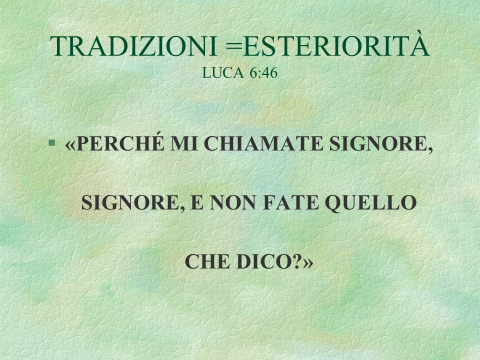 TRADIZIONI =ESTERIORITÀ
LUCA 6:46
«PERCHÉ MI CHIAMATE SIGNORE,
SIGNORE, E NON FATE QUELLO
CHE DICO?»